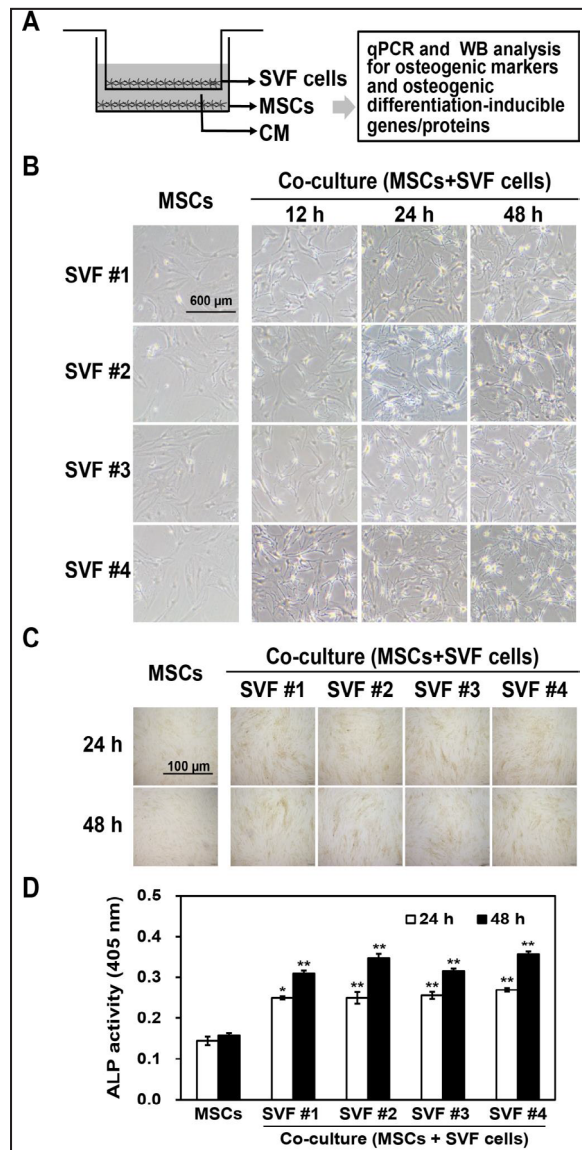 A
SVF cells
MSCs
CM
qPCR and WB analysis
for osteogenic markers
and osteogenic
differentiation-inducible
genes/proteins
B
Co-culture (MSCs+SVF cells)
MSCs
12 h 24 h 48 h
SVF #1
600 µm
SVF #2
SVF #3
SVF #4
C
Co-culture (MSCs+SVF cells)
MSCs
SVF #1 SVF #2 SVF #3 SVF #4
24 h
100 µm
48 h
D
ALP activity (405 nm)
0.5
0.4
0.3
0.2
0.1
0.0
24 h 48 h
* ** ** ** ** ** ** **
MSCs SVF #1 SVF #2 SVF #3 SVF #4
Co-culture (MSCs + SVF cells)